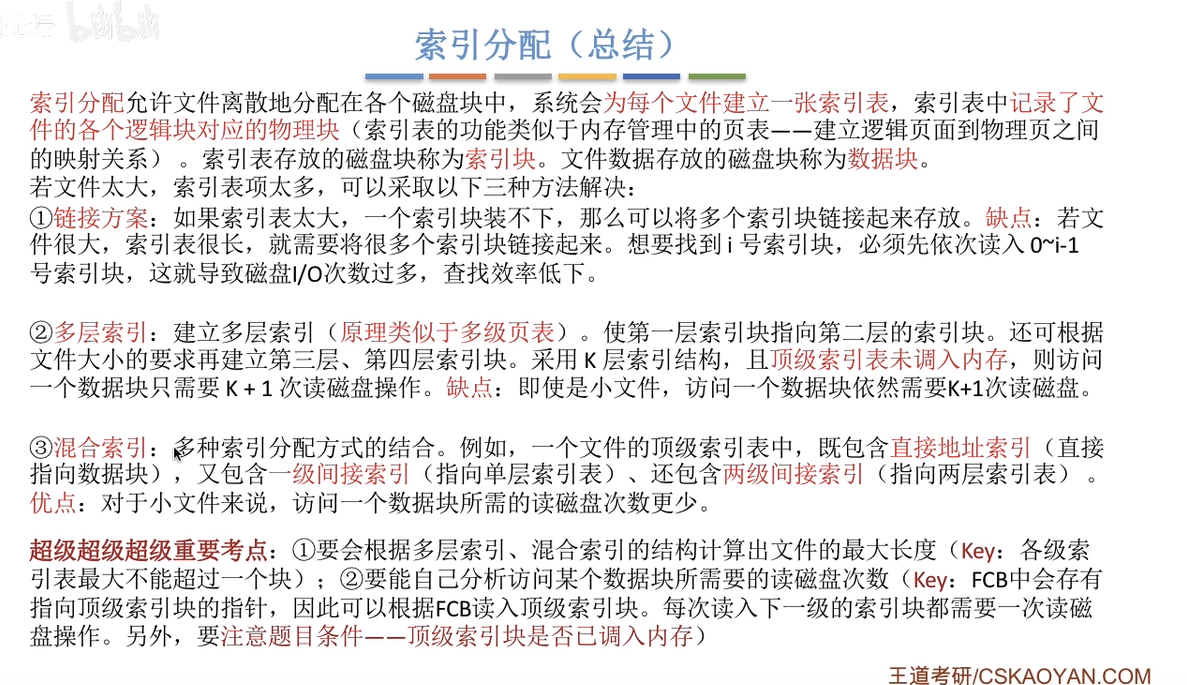 索引分配（总结）
索引分配允许文件离散地分配在各个磁盘块中，系统会为每个文件建立一张索引表，索引表中记录了文
件的各个逻辑块对应的物理块（索引表的功能类似于内存管理中的页表——建立逻辑页面到物理页之间
的映射关系）。索引表存放的磁盘块称为索引块。文件数据存放的磁盘块称为数据块。
若文件太大，索引表项太多，可以采取以下三种方法解决：
①链接方案：如果索引表太大，一个索引块装不下，那么可以将多个索引块链接起来存放。缺点：若文
件很大，索引表很长，就需要将很多个索引块链接起来。想要找到 i 号索引块，必须先依次读入 0~i-1
号索引块，这就导致磁盘I/O次数过多，查找效率低下。
②多层索引：建立多层索引（原理类似于多级页表）。使第一层索引块指向第二层的索引块。还可根据
文件大小的要求再建立第三层、第四层索引块。采用 K 层索引结构，且顶级索引表未调入内存，则访问
一个数据块只需要 K + 1 次读磁盘操作。缺点：即使是小文件，访问一个数据块依然需要K+1次读磁盘。
③混合索引：多种索引分配方式的结合。例如，一个文件的顶级索引表中，既包含直接地址索引（直接
指向数据块），又包含一级间接索引（指向单层索引表）、还包含两级间接索引（指向两层索引表）。
优点：对于小文件来说，访问一个数据块所需的读磁盘次数更少。
超级超级超级重要考点：①要会根据多层索引、混合索引的结构计算出文件的最大长度（Key：各级索
引表最大不能超过一个块）；②要能自己分析访问某个数据块所需要的读磁盘次数（Key：FCB中会存有
指向顶级索引块的指针，因此可以根据FCB读入顶级索引块。每次读入下一级的索引块都需要一次读磁
盘操作。另外，要注意题目条件——顶级索引块是否已调入内存）
王道考研/CSKAOYAN.COM